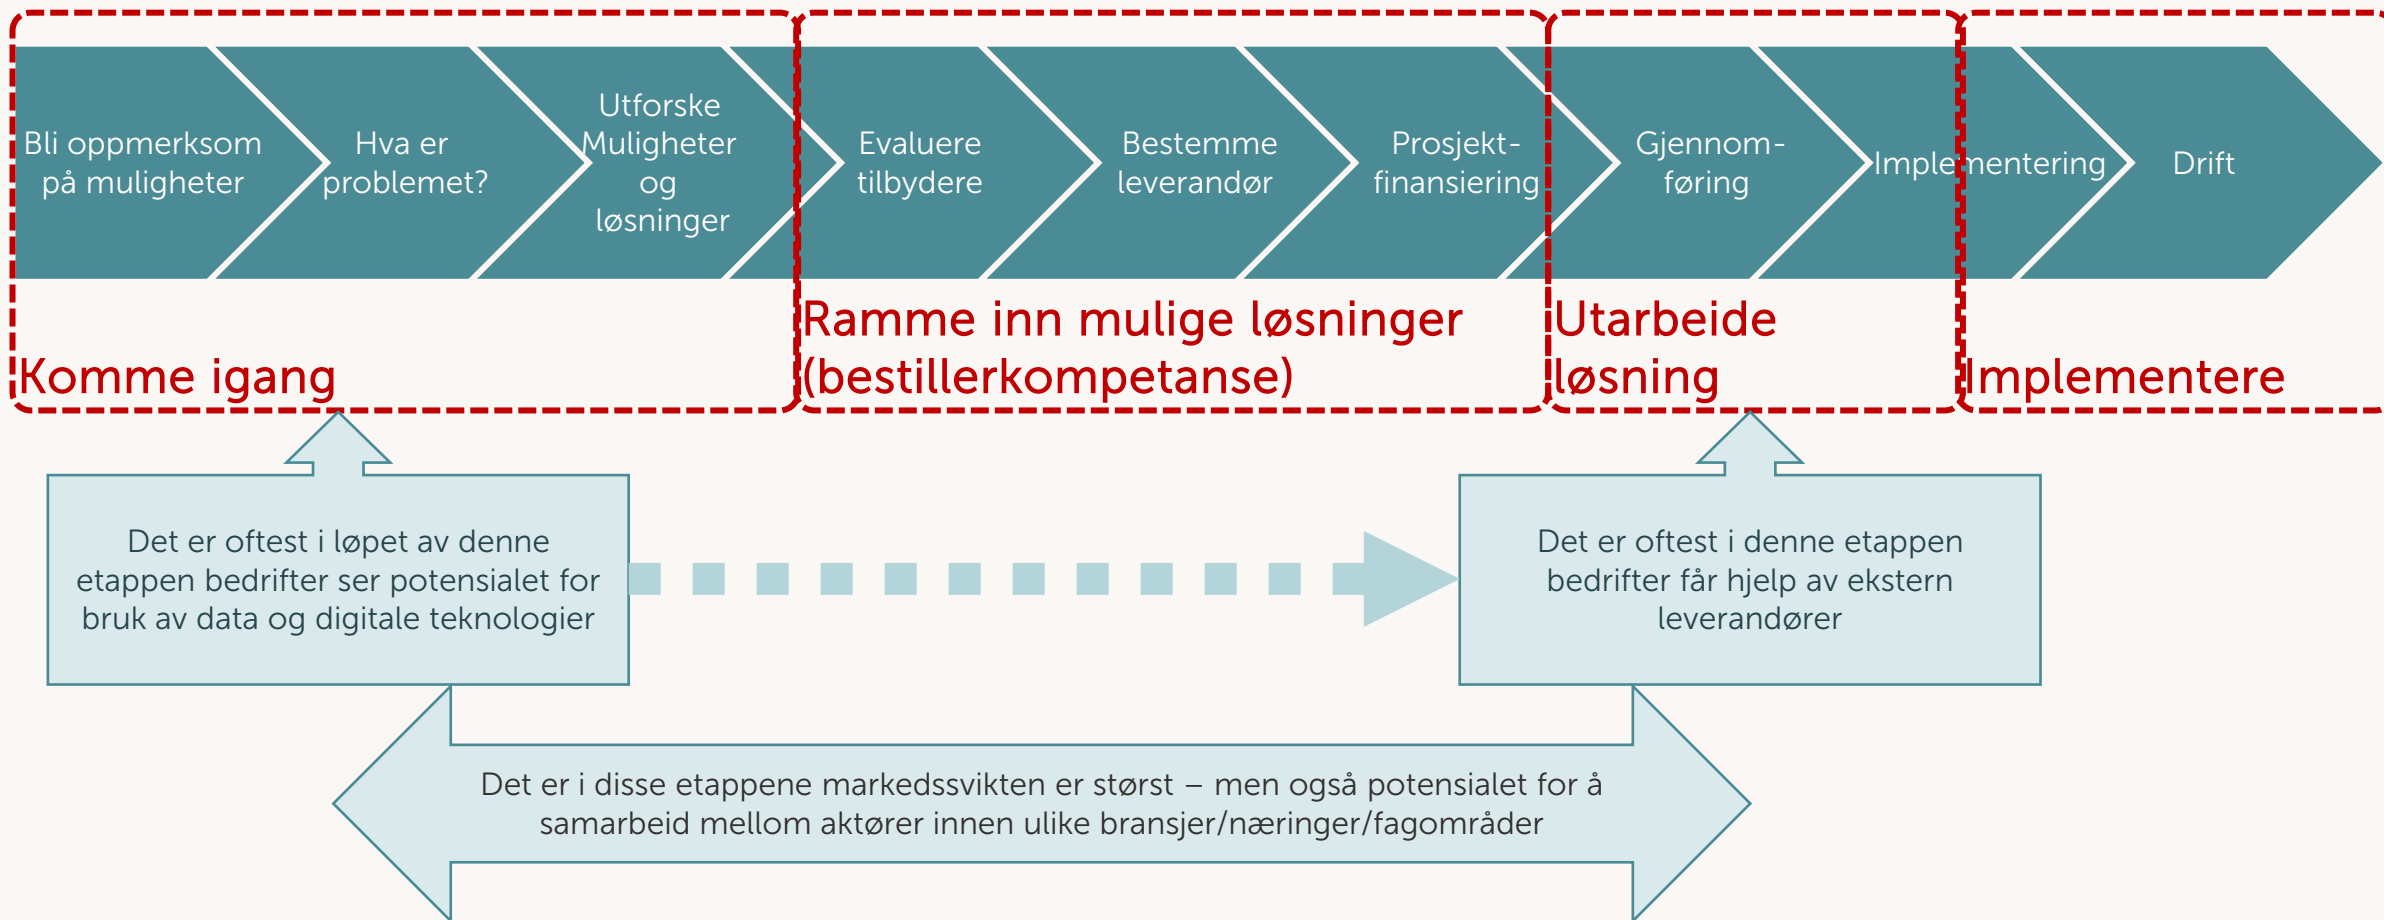 Bli oppmerksom
på muligheter
Hva er
problemet?
Utforske
Muligheter
og
løsninger
Evaluere
tilbydere
Bestemme
leverandør
Prosjekt-
finansiering
Gjennom-
føring
Implementering
Drift
Komme igang
Ramme inn mulige løsninger
(bestillerkompetanse)
Utarbeide
løsning
Implementere
Det er oftest i løpet av denne
etappen bedrifter ser potensialet for
bruk av data og digitale teknologier
Det er oftest i denne etappen
bedrifter får hjelp av ekstern
leverandører
Det er i disse etappene markedssvikten er størst – men også potensialet for å
samarbeid mellom aktører innen ulike bransjer/næringer/fagområder